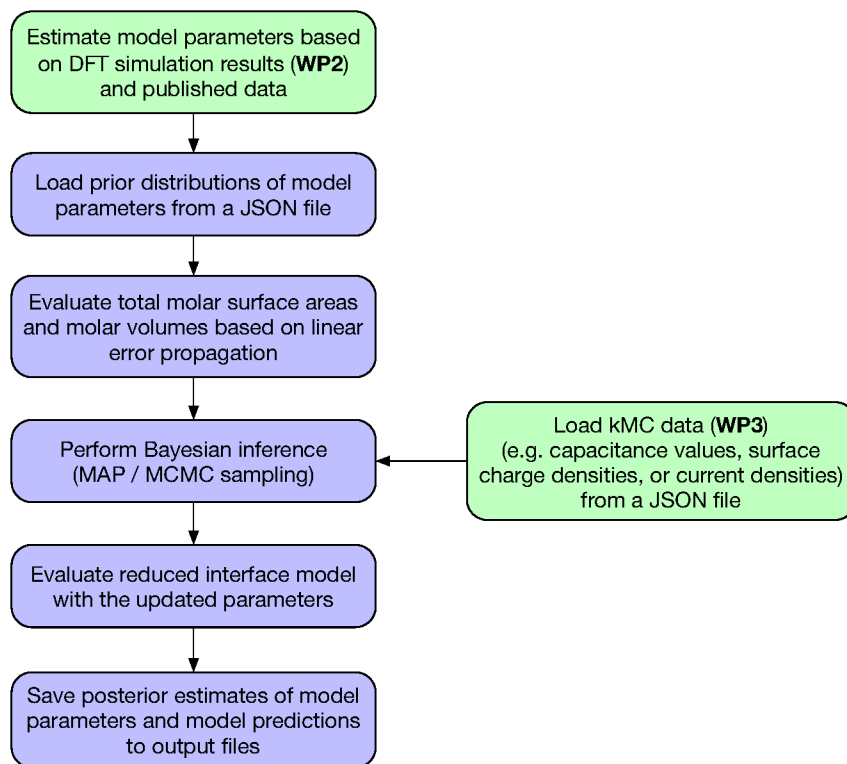 Estimate model parameters based
on DFT simulation results (WP2)
and published data
Load prior distributions of model
parameters from a JSON file
Evaluate total molar surface areas
and molar volumes based on linear
error propagation
Perform Bayesian inference
(MAP / MCMC sampling)
Load kMC data (WP3)
(e.g. capacitance values, surface
charge densities, or current densities)
from a JSON file
Evaluate reduced interface model
with the updated parameters
Save posterior estimates of model
parameters and model predictions
to output files